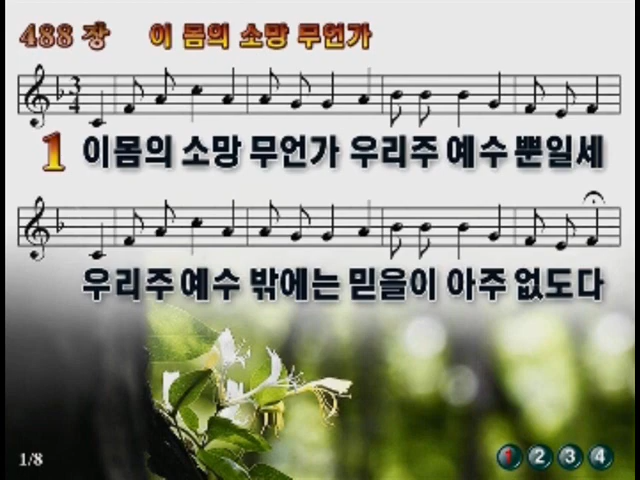 488 장 이 몸의 소망 무언가
3
4
1 이몸의 소망 무언가 우리주 예수 뿐일세
우리주 예수 밖에는 믿을이 아주 없도다
1/8 1 2 3 4